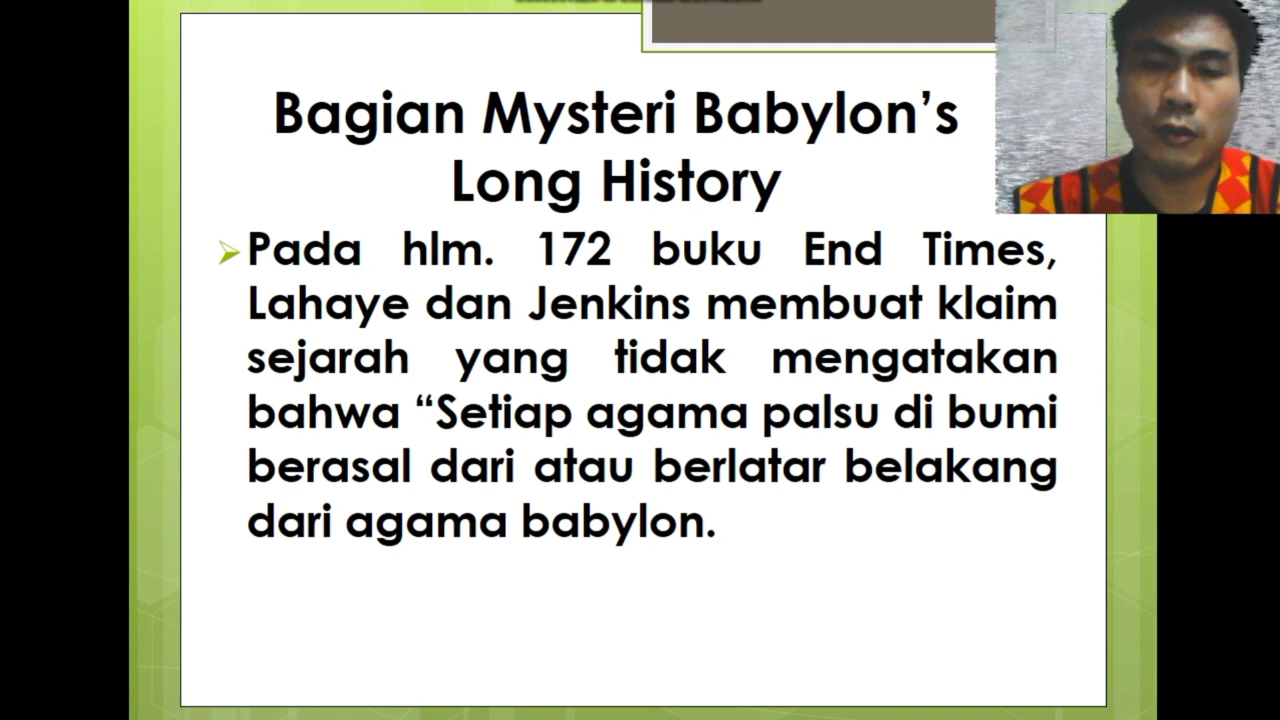 Bagian Mysteri Babylon’s
Long History
Pada hlm. 172 buku End Times,
Lahaye dan Jenkins membuat klaim
sejarah yang tidak mengatakan
bahwa “Setiap agama palsu di bumi
berasal dari atau berlatar belakang
dari agama babylon.